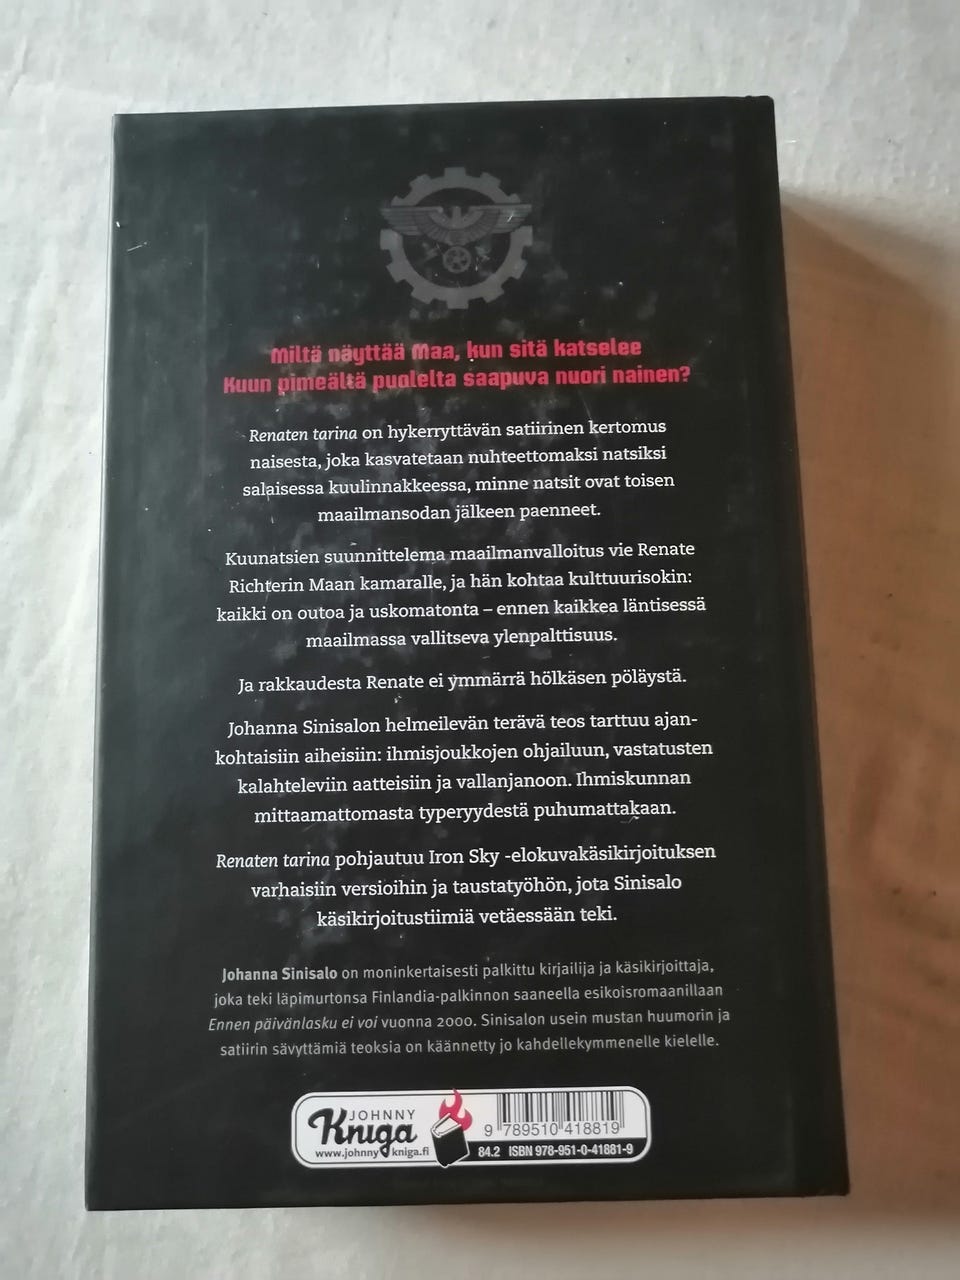 Miltä näyttää Maa, kun sitä katselee
Kuun pimeältä puolelta saapuva nuori nainen?
Renaten tarina on hykerryttävän satiirinen kertomus
naisesta, joka kasvatetaan nuhteettomaksi natsiksi
salaisessa kuulinnakkeessa, minne natsit ovat toisen
maailmansodan jälkeen paenneet.
Kuunatsien suunnittelema maailmanvalloitus vie Renate
Richterin Maan kamaralle, ja hän kohtaa kulttuurisokin:
kaikki on outoa ja uskomatonta – ennen kaikkea läntisessä
maailmassa vallitseva ylenpalttisuus.
Ja rakkaudesta Renate ei ymmärrä hölkäsen pöläystä.
Johanna Sinisalon helmeilevän terävä teos tarttuu ajan-
kohtaisiin aiheisiin: ihmisjoukkojen ohjailuun, vastatusten
kalahteleviin aatteisiin ja vallanjanoon. Ihmiskunnan
mittaamattomasta typeryydestä puhumattakaan.
Renaten tarina pohjautuu Iron Sky -elokuvakäsikirjoituksen
varhaisiin versioihin ja taustatyöhön, jota Sinisalo
käsikirjoitustiimiä vetäessään teki.
Johanna Sinisalo on moninkertaisesti palkittu kirjailija ja käsikirjoittaja,
joka teki läpimurtonsa Finlandia-palkinnon saaneella esikoisromaanillaan
Ennen päivänlasku ei voi vuonna 2000. Sinisalon usein mustan huumorin ja
satiirin sävyttämiä teoksia on käännetty jo kahdellekymmenelle kielelle.
JOHNNY
Kniga
www.johnnykniga.fi
9 789510 418819
84.2 ISBN 978-951-0-41881-9